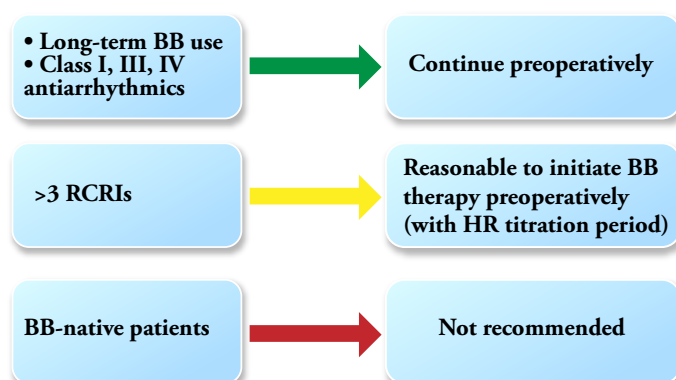 • Long-term BB use
• Class I, III, IV
antiarrhythmics
Continue preoperatively
>3 RCRIs
Reasonable to initiate BB
therapy preoperatively
(with HR titration period)
BB-native patients
Not recommended